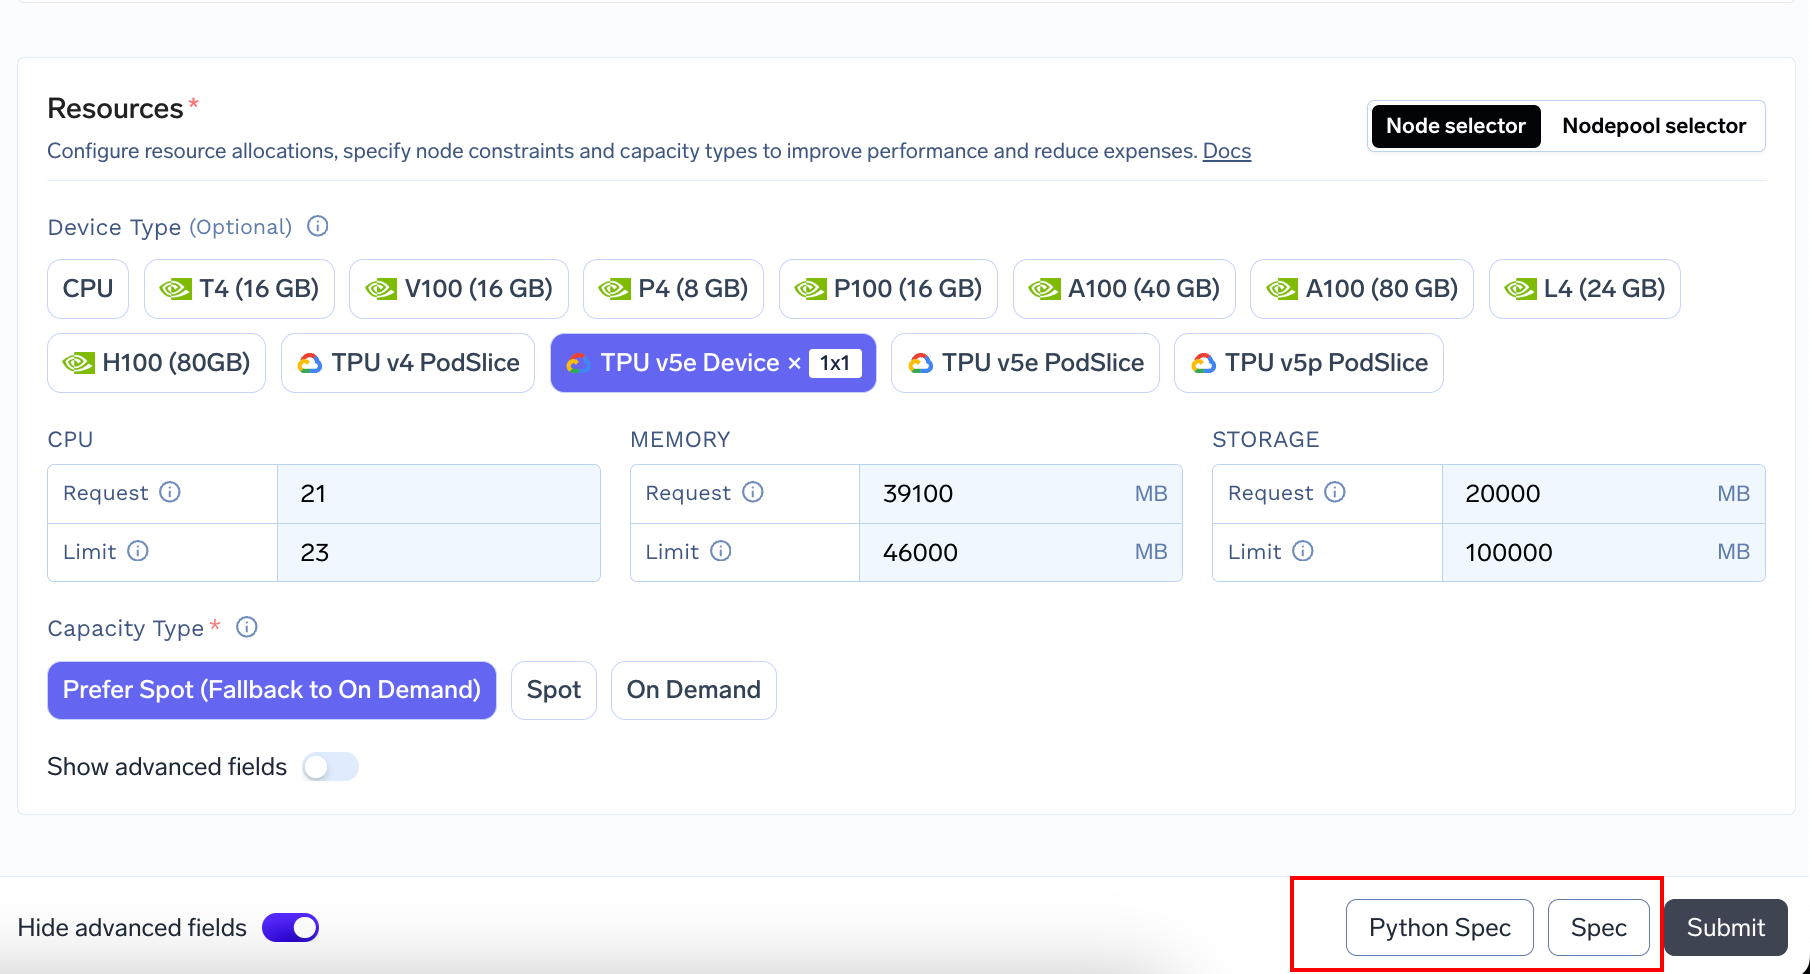 Resources *
Node selector Nodepool selector
Configure resource allocations, specify node constraints and capacity types to improve performance and reduce expenses. Docs
Device Type (Optional)
CPU T4 (16 GB) V100 (16 GB) P4 (8 GB) P100 (16 GB) A100 (40 GB) A100 (80 GB) L4 (24 GB)
H100 (80GB) TPU v4 PodSlice TPU v5e Device × 1x1 TPU v5e PodSlice TPU v5p PodSlice
CPU MEMORY STORAGE
Request 21 Request 39100 MB Request 20000 MB
Limit 23 Limit 46000 MB Limit 100000 MB
Capacity Type *
Prefer Spot (Fallback to On Demand) Spot On Demand
Show advanced fields
Hide advanced fields Python Spec Spec Submit